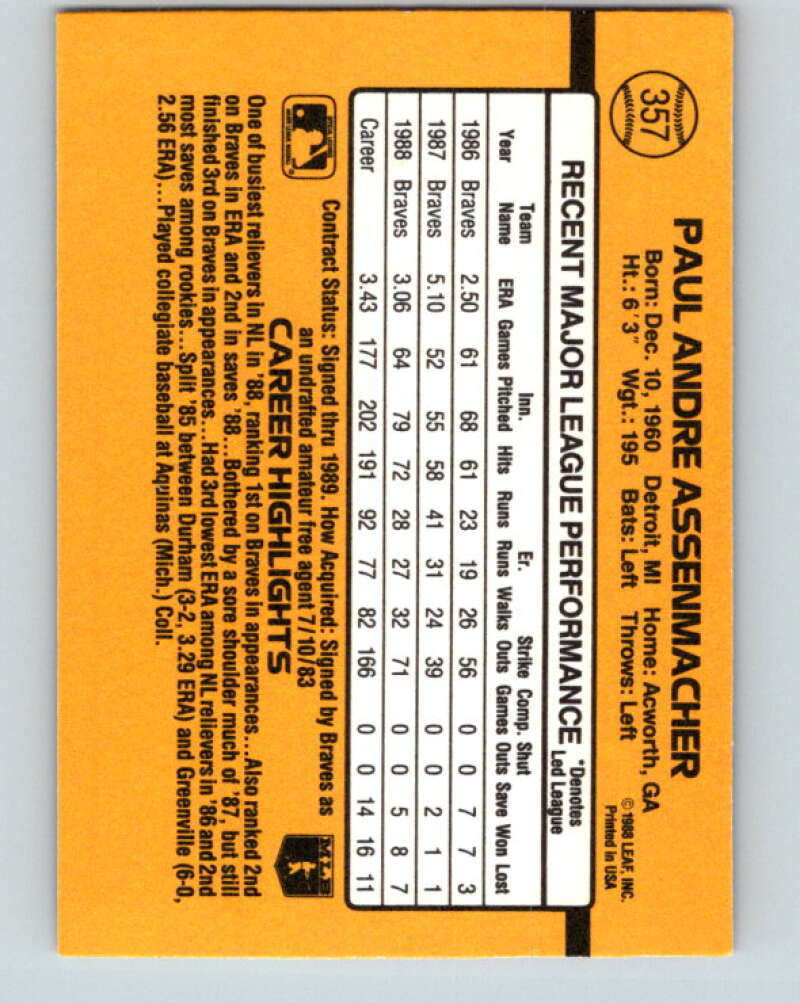 357
PAUL ANDRE ASSENMACHER
Born: Dec. 10, 1960 Detroit, MI Home: Acworth, GA
Ht.: 6'3" Wgt.: 195 Bats: Left Throws: Left
© 1988 LEAF, INC.
Printed in USA
RECENT MAJOR LEAGUE PERFORMANCE *Denotes
Led League
Team Inn. Er. Strike Comp. Shut
Year Name ERA Games Pitched Hits Runs Runs Walks Outs Games Outs Save Won Lost
1986 Braves 2.50 61 68 61 23 19 26 56 0 0 7 7 3
1987 Braves 5.10 52 55 58 41 31 24 39 0 0 2 1 1
1988 Braves 3.06 64 79 72 28 27 32 71 0 0 5 8 7
Career 3.43 177 202 191 92 77 82 166 0 0 14 16 11
Contract Status: Signed thru 1989. How Acquired: Signed by Braves as
an undrafted amateur free agent 7/10/83
MLB
CAREER HIGHLIGHTS
One of busiest relievers in NL in '88, ranking 1st on Braves in appearances...Also ranked 2nd
on Braves in ERA and 2nd in saves '88...Bothered by a sore shoulder much of '87, but still
finished 3rd on Braves in appearances...Had 3rd lowest ERA among NL relievers in '86 and 2nd
most saves among rookies...Split '85 between Durham (3-2, 3.29 ERA) and Greenville (6-0,
2.56 ERA)...Played collegiate baseball at Aquinas (Mich.) Coll.